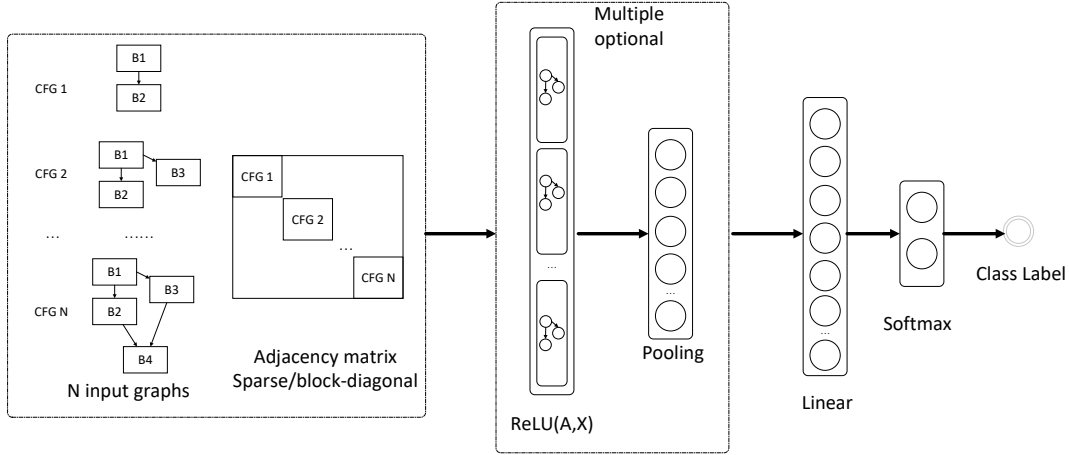 CFG 1
B1
B2
CFG 2
B1
B3
B2
...
......
CFG N
B1
B3
B2
B4
N input graphs
CFG 1
CFG 2
...
CFG N
Adjacency matrix
Sparse/block-diagonal
Multiple
optional
...
ReLU(A,X)
...
Pooling
...
Linear
Softmax
Class Label